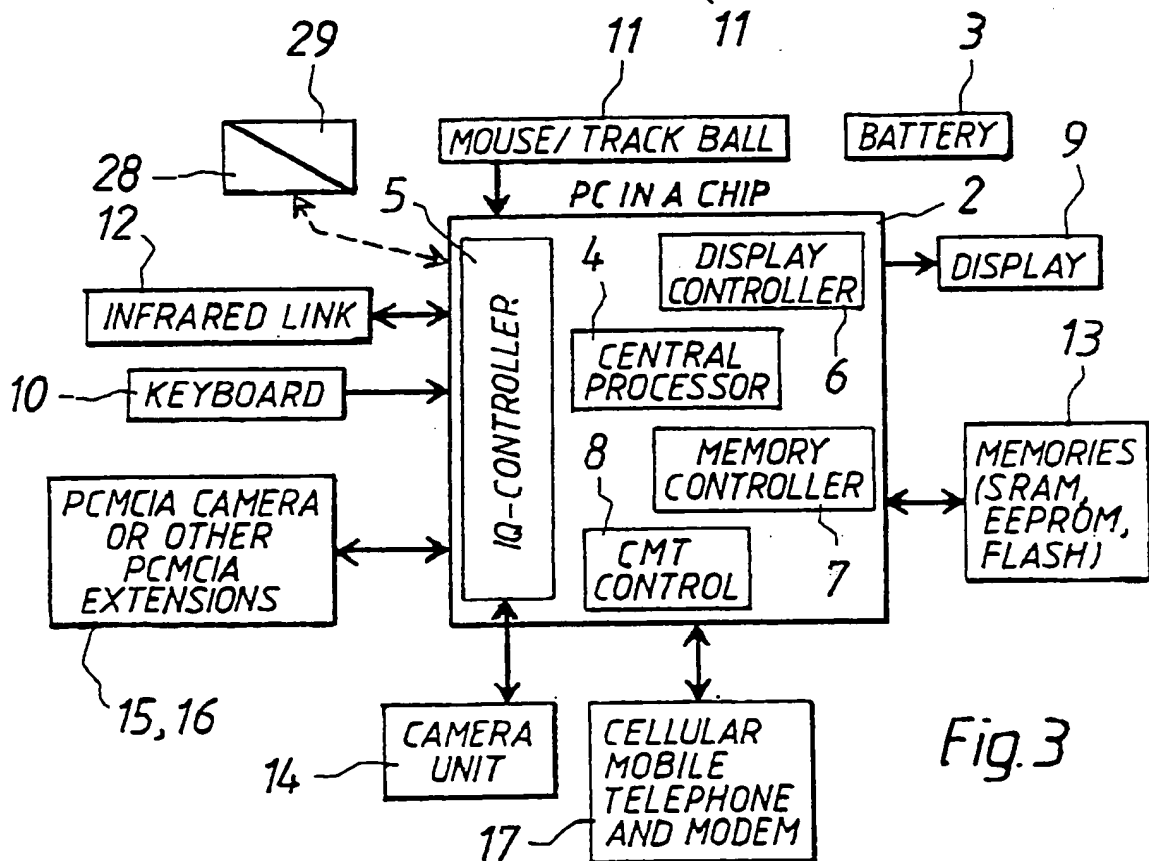 11
29
11
3
MOUSE/TRACK BALL
BATTERY
9
28
5
PC IN A CHIP
2
12
4
DISPLAY
CONTROLLER
DISPLAY
INFRARED LINK
IQ-CONTROLLER.
CENTRAL
PROCESSOR
6
13
10
KEYBOARD
8
MEMORY
CONTROLLER
MEMORIES
(SRAM,
EEPROM,
FLASH)
PCMCIA CAMERA
OR OTHER
PCMCIA
EXTENSIONS
CMT
CONTROL
7
15, 16
14
CAMERA
UNIT
CELLULAR
MOBILE
TELEPHONE
AND MODEM
17
Fig. 3